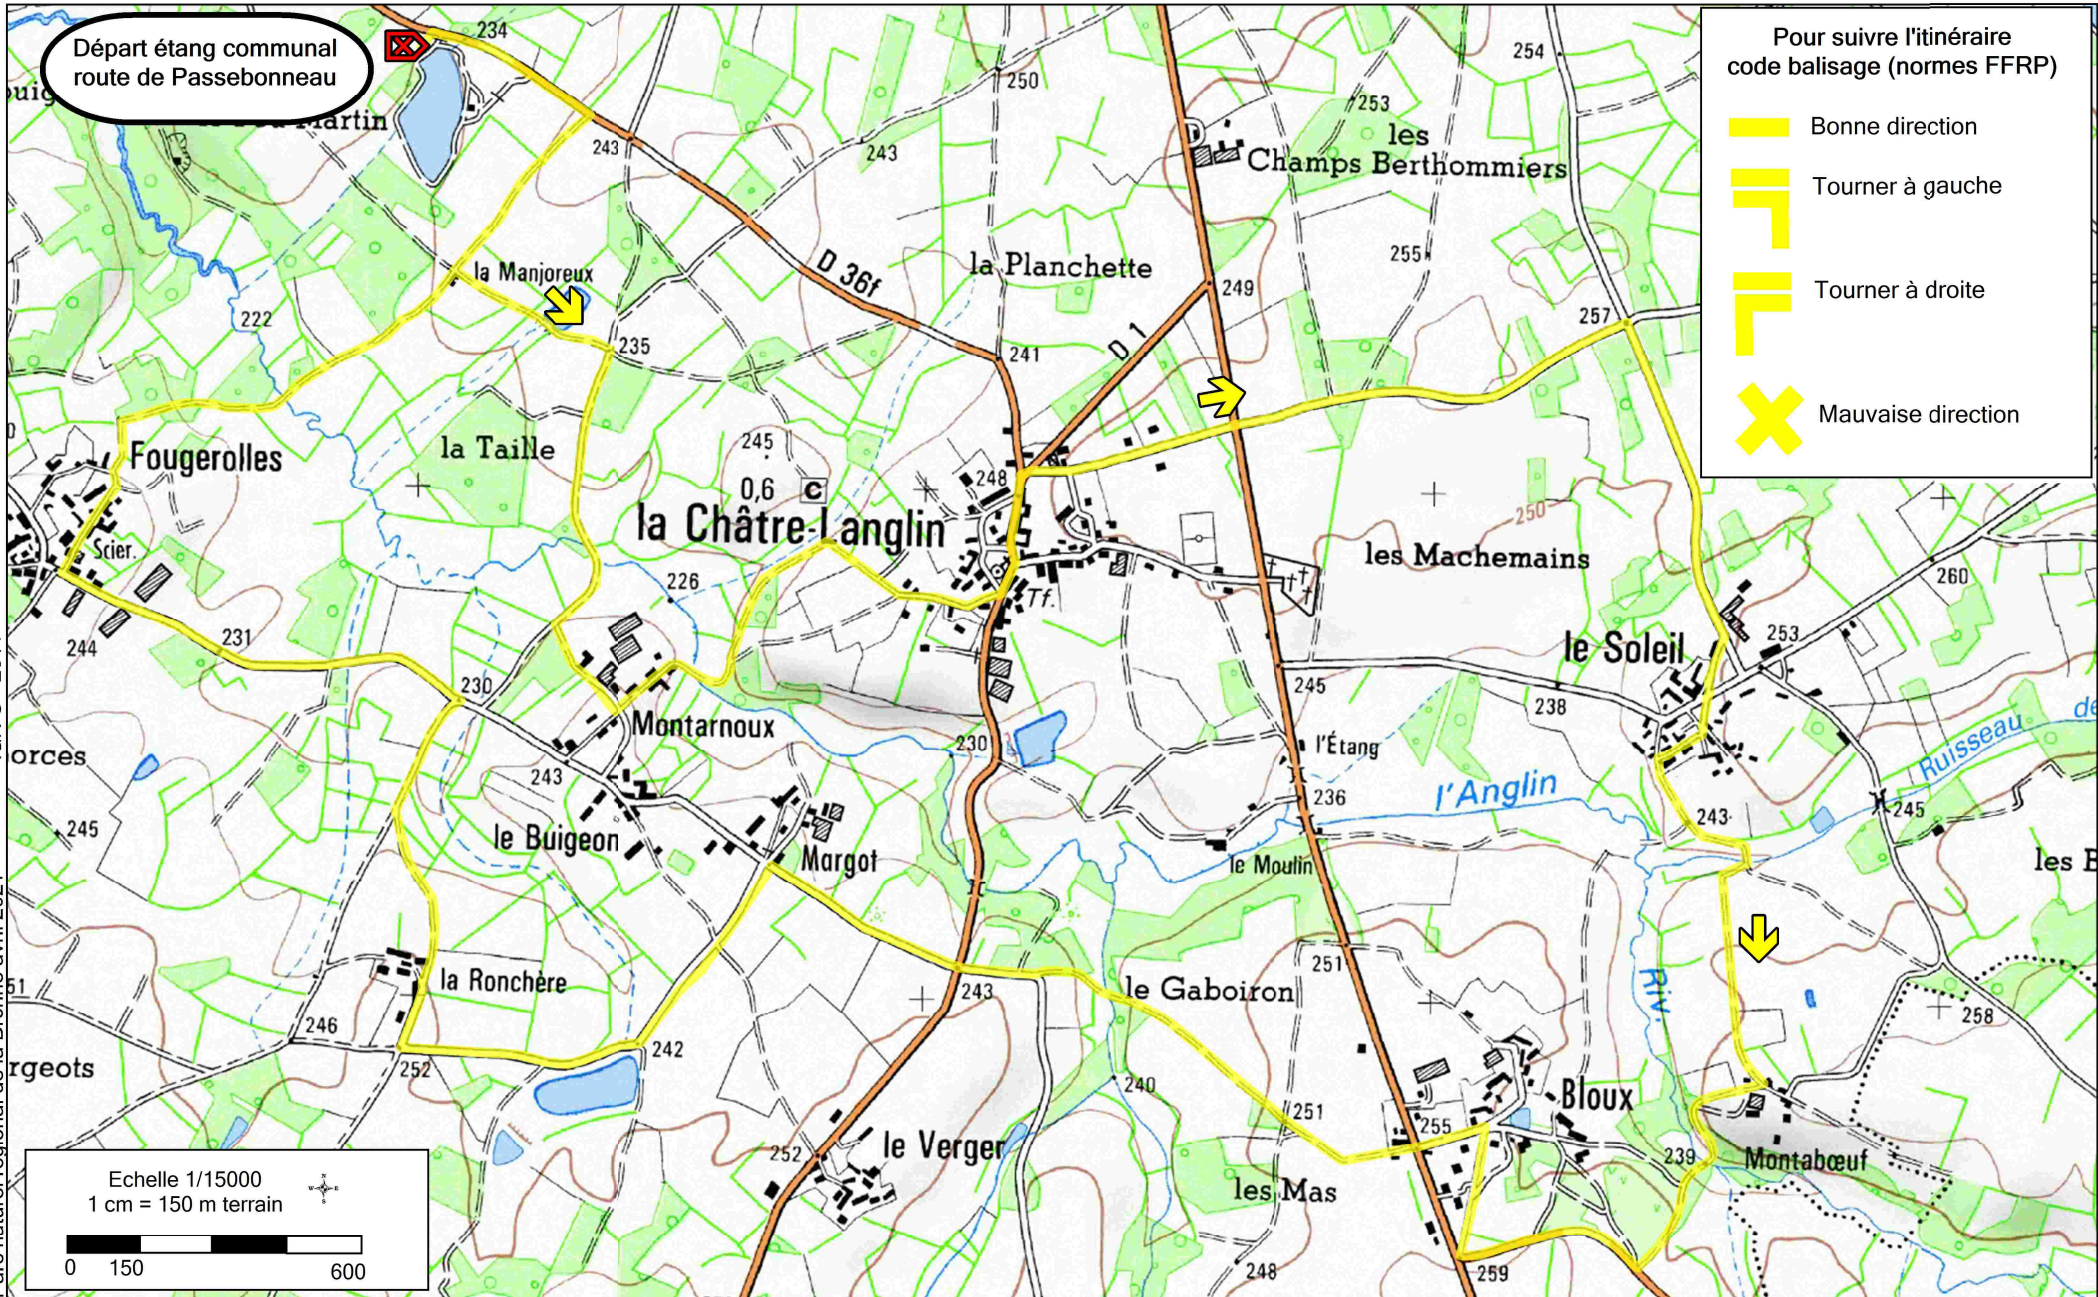 Départ étang communal
route de Passebonneau
234
250
254
Pour suivre l'itinéraire
code balisage (normes FFRP)
Bonne direction
Tourner à gauche
Tourner à droite
Mauvaise direction
Martin
243
243
253
les
Champs Berthommiers
la Manjoreux
D 36f
la Planchette
255
249
222
257
235
241
D 1
la Taille
245
Fougerolles
248
0,6 C
la Châtre-Langlin
250
Scier.
les Machemains
226
260
Tf.
244
231
le Soleil
253
230
245
238
Montarnoux
orces
230
l'Étang
Ruisseau de
243
l'Anglin
236
245
243
245
le Buigeon
Margot
le Moulin
les B
251
la Ronchère
243
le Gaboiron
Riv.
51
246
258
242
rgeots
252
240
251
Bloux
255
252
le Verger
239
Montabœuf
Echelle 1/15000
1 cm = 150 m terrain
N
W E
S
les Mas
0 150 600
248
259